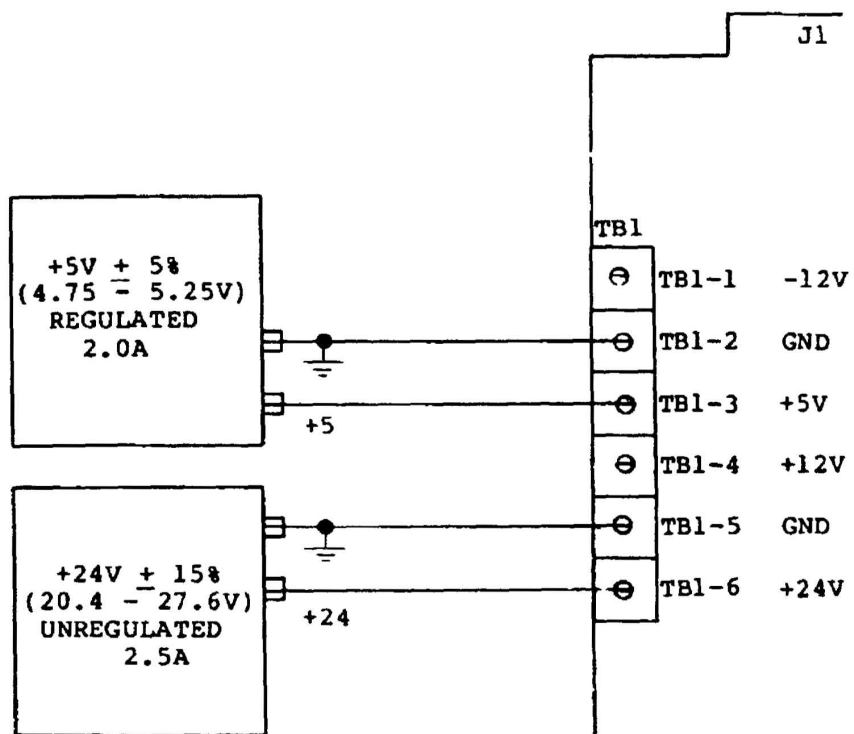 J1
TB1
+5V ± 5%
(4.75 - 5.25V)
REGULATED
2.0A
+5
+24V ± 15%
(20.4 - 27.6V)
UNREGULATED
2.5A
+24
TB1-1 -12V
TB1-2 GND
TB1-3 +5V
TB1-4 +12V
TB1-5 GND
TB1-6 +24V